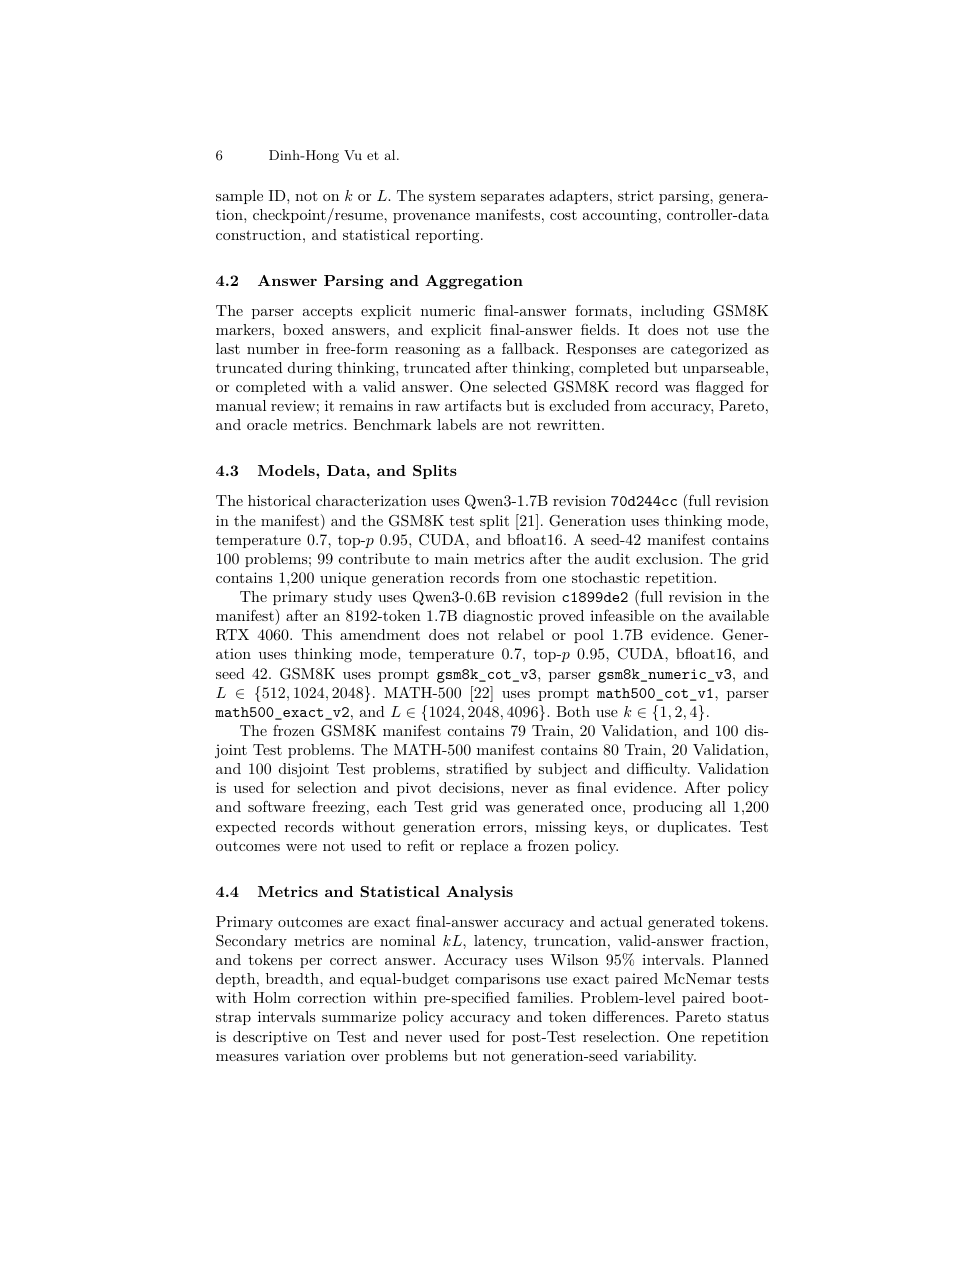 6 Dinh-Hong Vu et al.
sample ID, not on k or L. The system separates adapters, strict parsing, genera-
tion, checkpoint/resume, provenance manifests, cost accounting, controller-data
construction, and statistical reporting.
4.2 Answer Parsing and Aggregation
The parser accepts explicit numeric final-answer formats, including GSM8K
markers, boxed answers, and explicit final-answer fields. It does not use the
last number in free-form reasoning as a fallback. Responses are categorized as
truncated during thinking, truncated after thinking, completed but unparseable,
or completed with a valid answer. One selected GSM8K record was flagged for
manual review; it remains in raw artifacts but is excluded from accuracy, Pareto,
and oracle metrics. Benchmark labels are not rewritten.
4.3 Models, Data, and Splits
The historical characterization uses Qwen3-1.7B revision 70d244cc (full revision
in the manifest) and the GSM8K test split [21]. Generation uses thinking mode,
temperature 0.7, top-p 0.95, CUDA, and bfloat16. A seed-42 manifest contains
100 problems; 99 contribute to main metrics after the audit exclusion. The grid
contains 1,200 unique generation records from one stochastic repetition.
The primary study uses Qwen3-0.6B revision c1899de2 (full revision in the
manifest) after an 8192-token 1.7B diagnostic proved infeasible on the available
RTX 4060. This amendment does not relabel or pool 1.7B evidence. Gener-
ation uses thinking mode, temperature 0.7, top-p 0.95, CUDA, bfloat16, and
seed 42. GSM8K uses prompt gsm8k_cot_v3, parser gsm8k_numeric_v3, and
L ∈ {512, 1024, 2048}. MATH-500 [22] uses prompt math500_cot_v1, parser
math500_exact_v2, and L ∈ {1024, 2048, 4096}. Both use k ∈ {1, 2, 4}.
The frozen GSM8K manifest contains 79 Train, 20 Validation, and 100 dis-
joint Test problems. The MATH-500 manifest contains 80 Train, 20 Validation,
and 100 disjoint Test problems, stratified by subject and difficulty. Validation
is used for selection and pivot decisions, never as final evidence. After policy
and software freezing, each Test grid was generated once, producing all 1,200
expected records without generation errors, missing keys, or duplicates. Test
outcomes were not used to refit or replace a frozen policy.
4.4 Metrics and Statistical Analysis
Primary outcomes are exact final-answer accuracy and actual generated tokens.
Secondary metrics are nominal kL, latency, truncation, valid-answer fraction,
and tokens per correct answer. Accuracy uses Wilson 95% intervals. Planned
depth, breadth, and equal-budget comparisons use exact paired McNemar tests
with Holm correction within pre-specified families. Problem-level paired boot-
strap intervals summarize policy accuracy and token differences. Pareto status
is descriptive on Test and never used for post-Test reselection. One repetition
measures variation over problems but not generation-seed variability.